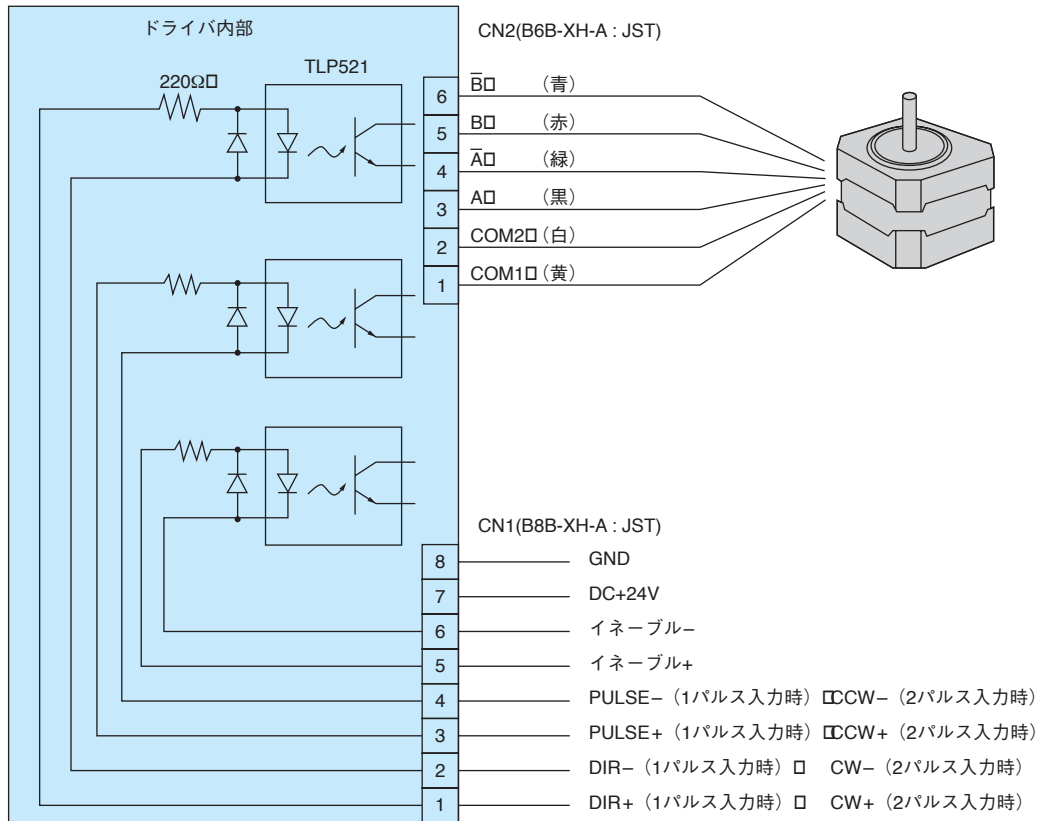 ドライバ内部
CN2(B6B-XH-A : JST)
TLP521
220Ω
6 B̅ （青）
5 B （赤）
4 A̅ （緑）
3 A （黒）
2 COM2 （白）
1 COM1 （黄）
CN1(B8B-XH-A : JST)
8 GND
7 DC+24V
6 イネーブル−
5 イネーブル+
4 PULSE−（1パルス入力時） CCW−（2パルス入力時）
3 PULSE+（1パルス入力時） CCW+（2パルス入力時）
2 DIR−（1パルス入力時） CW−（2パルス入力時）
1 DIR+（1パルス入力時） CW+（2パルス入力時）